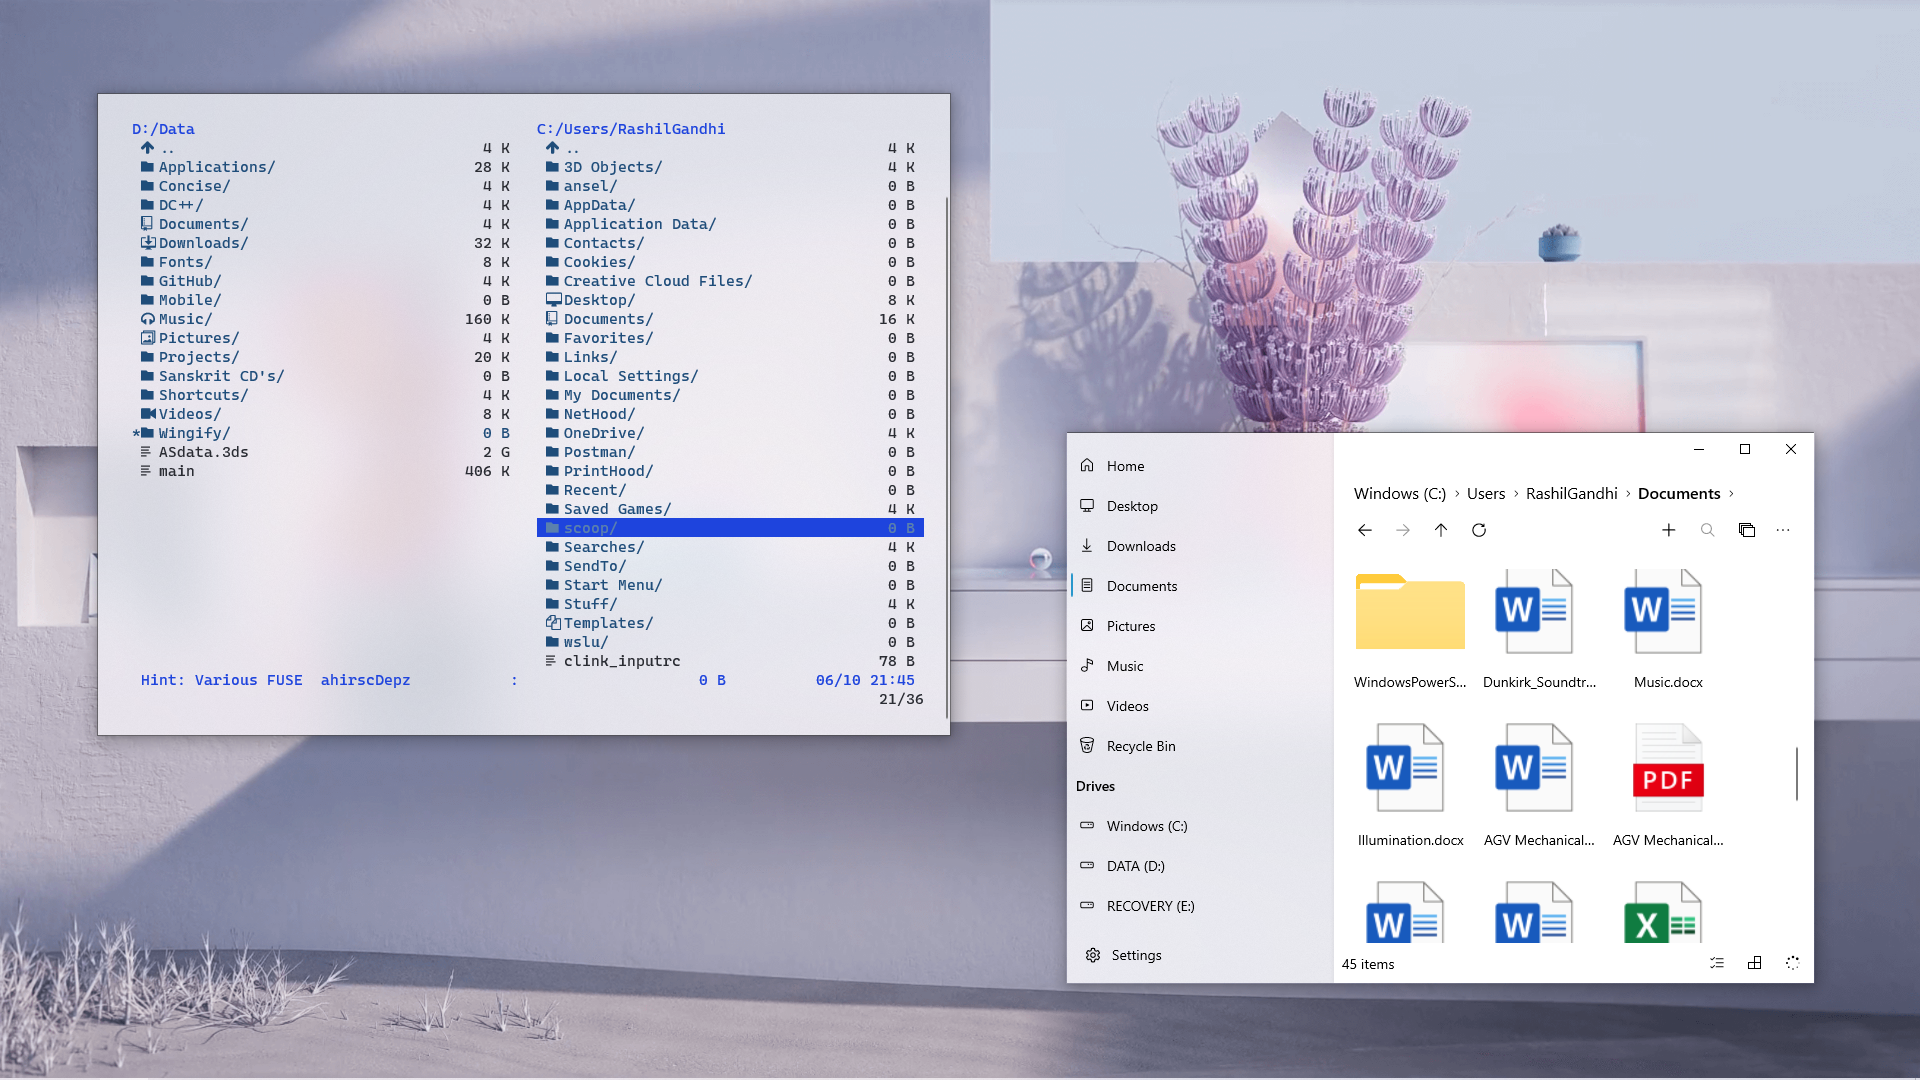 D:/Data
.. 4 K
Applications/ 28 K
Concise/ 4 K
DC++/ 4 K
Documents/ 4 K
Downloads/ 32 K
Fonts/ 8 K
GitHub/ 4 K
Mobile/ 0 B
Music/ 160 K
Pictures/ 4 K
Projects/ 20 K
Sanskrit CD's/ 0 B
Shortcuts/ 4 K
Videos/ 8 K
*Wingify/ 0 B
ASdata.3ds 2 G
main 406 K
C:/Users/RashilGandhi
.. 4 K
3D Objects/ 4 K
ansel/ 0 B
AppData/ 0 B
Application Data/ 0 B
Contacts/ 0 B
Cookies/ 0 B
Creative Cloud Files/ 0 B
Desktop/ 8 K
Documents/ 16 K
Favorites/ 0 B
Links/ 0 B
Local Settings/ 0 B
My Documents/ 0 B
NetHood/ 0 B
OneDrive/ 4 K
Postman/ 0 B
PrintHood/ 0 B
Recent/ 0 B
Saved Games/ 4 K
scoop/ 0 B
Searches/ 4 K
SendTo/ 0 B
Start Menu/ 0 B
Stuff/ 4 K
Templates/ 0 B
wslu/ 0 B
clink_inputrc 78 B
Hint: Various FUSE ahirscDepz : 0 B 06/10 21:45
21/36
Home
Desktop
Downloads
Documents
Pictures
Music
Videos
Recycle Bin
Drives
Windows (C:)
DATA (D:)
RECOVERY (E:)
Settings
Windows (C:) › Users › RashilGandhi › Documents ›
W W
WindowsPowerS... Dunkirk_Soundtr... Music.docx
W W PDF
Illumination.docx AGV Mechanical... AGV Mechanical...
W W X
45 items